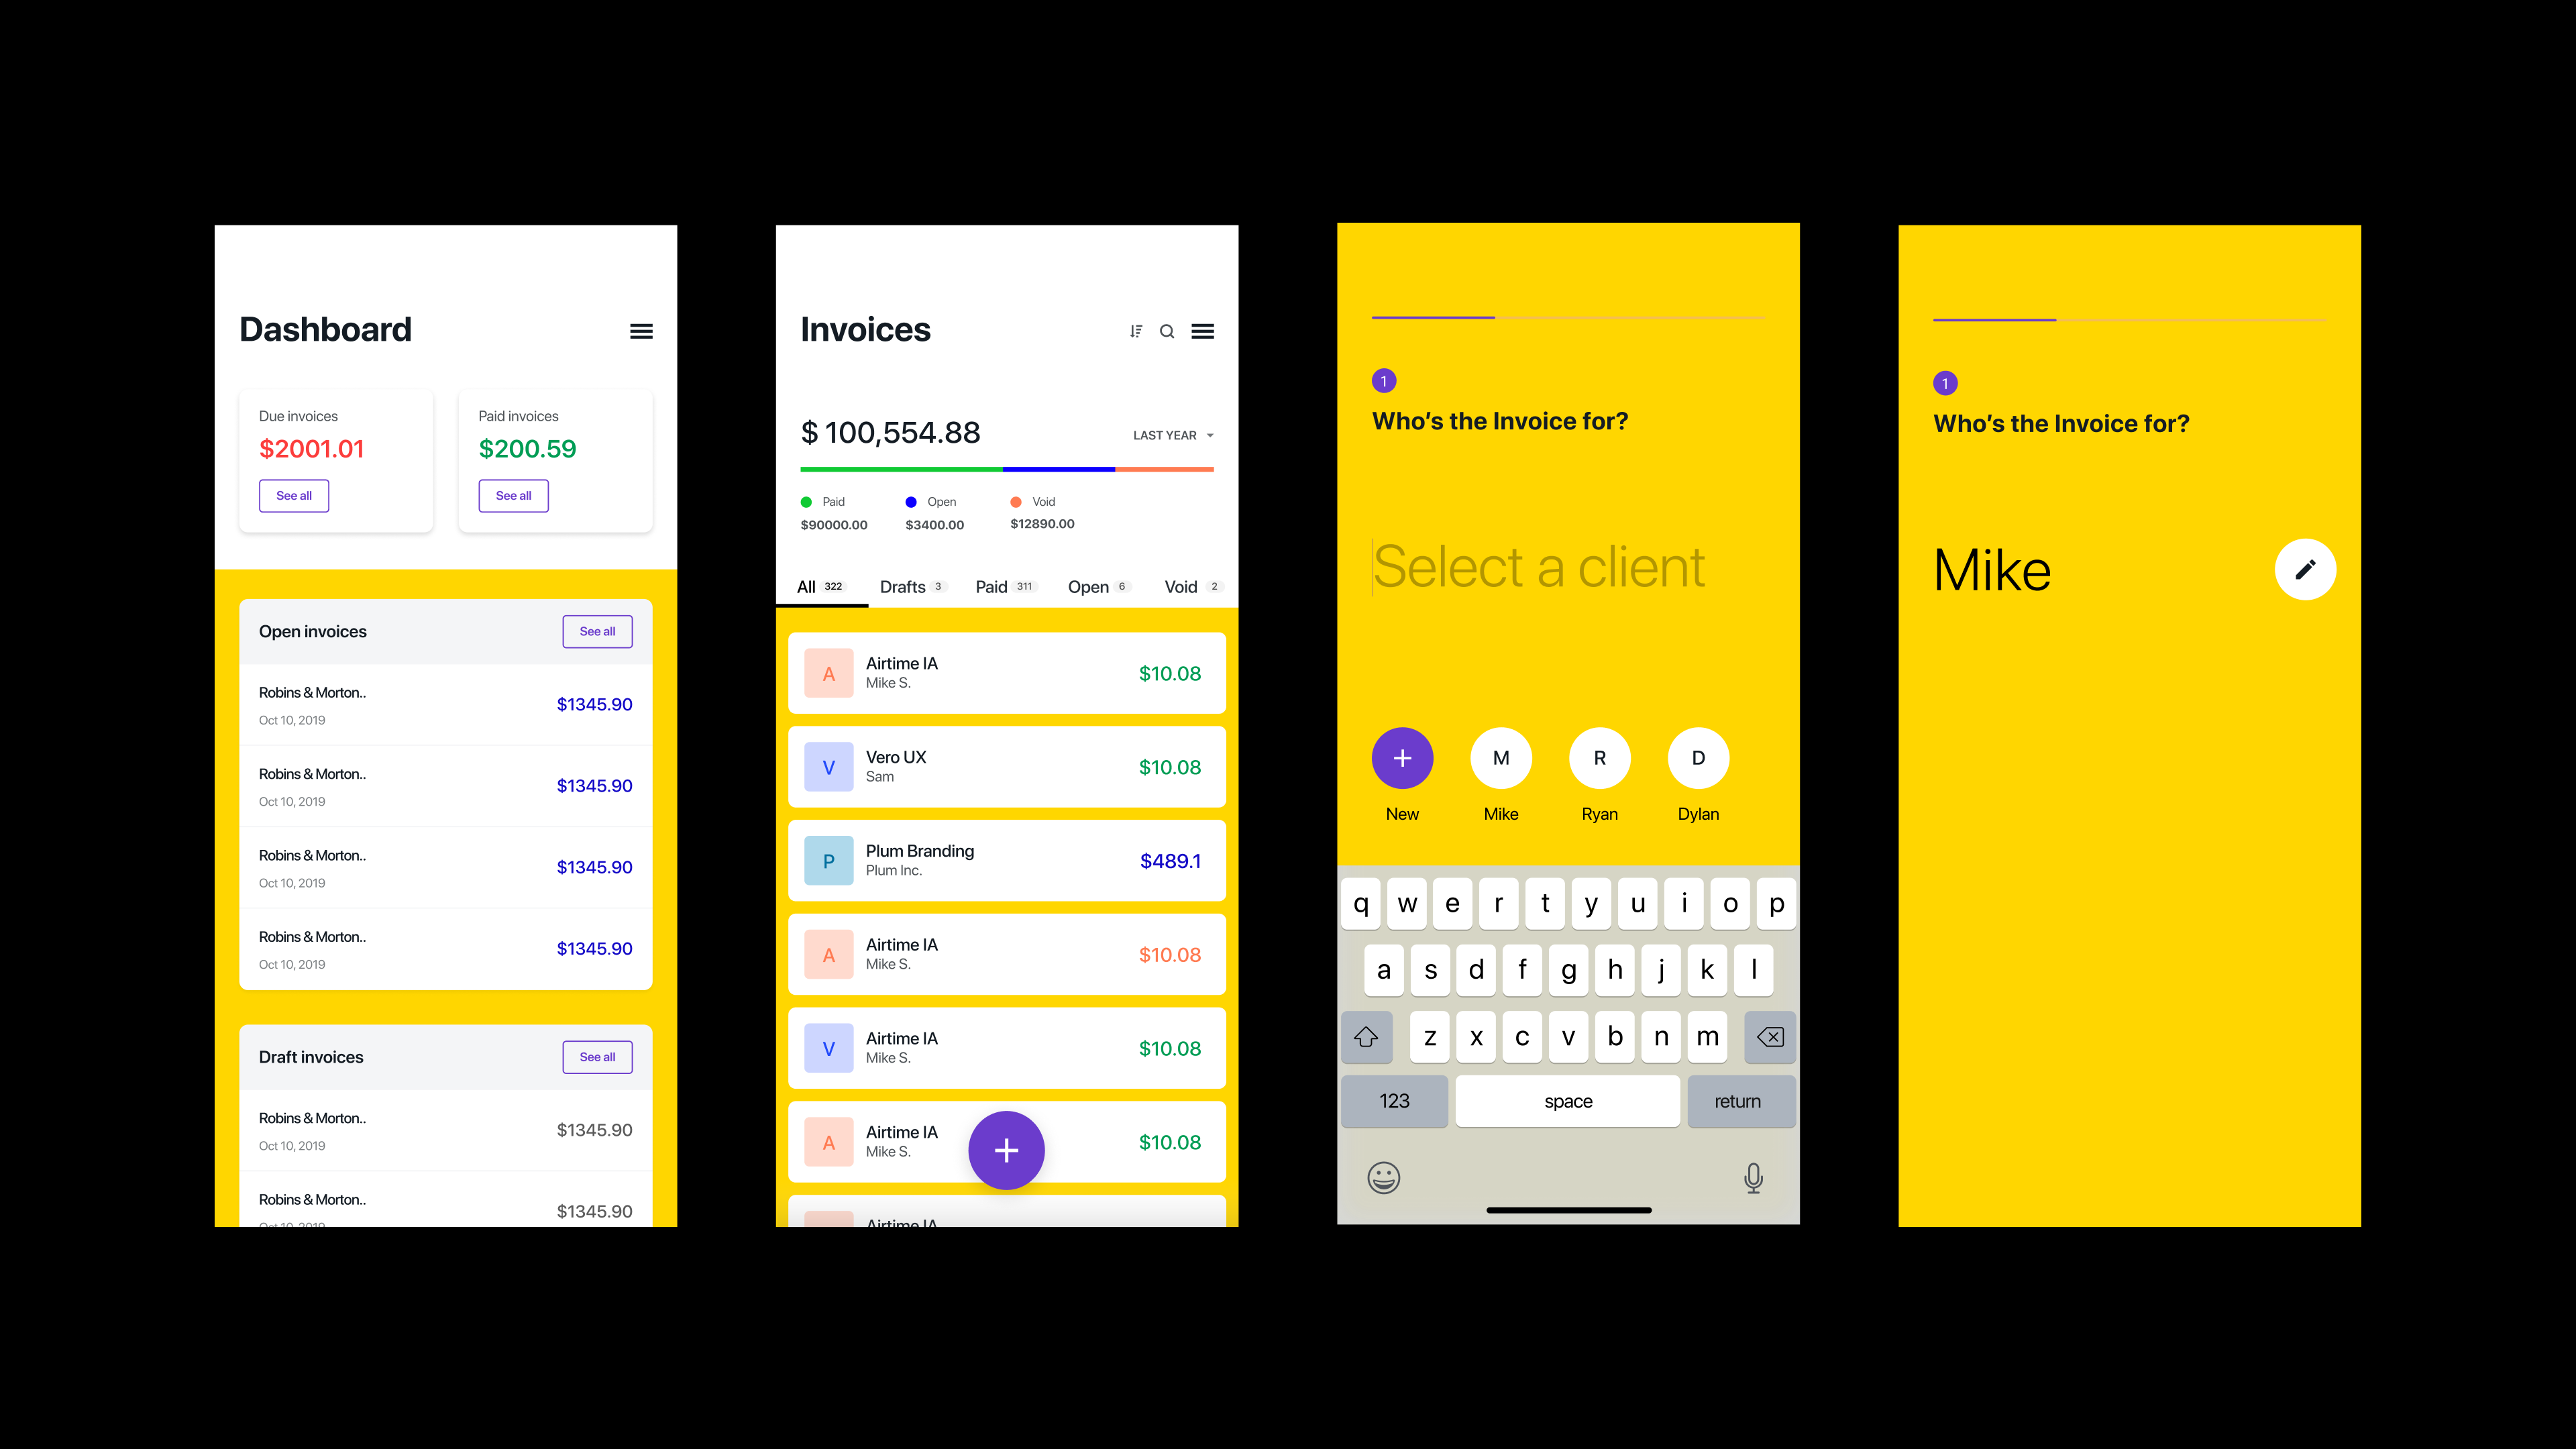 Dashboard
Due invoices
$2001.01
See all
Paid invoices
$200.59
See all
Open invoices
See all
Robins & Morton..
$1345.90
Oct 10, 2019
Robins & Morton..
$1345.90
Oct 10, 2019
Robins & Morton..
$1345.90
Oct 10, 2019
Robins & Morton..
$1345.90
Oct 10, 2019
Draft invoices
See all
Robins & Morton..
$1345.90
Oct 10, 2019
Robins & Morton..
$1345.90
Oct 10, 2019
Invoices
$ 100,554.88
LAST YEAR
Paid
$90000.00
Open
$3400.00
Void
$12890.00
All 322
Drafts 3
Paid 311
Open 6
Void 2
A
Airtime IA
Mike S.
$10.08
V
Vero UX
Sam
$10.08
P
Plum Branding
Plum Inc.
$489.1
A
Airtime IA
Mike S.
$10.08
V
Airtime IA
Mike S.
$10.08
A
Airtime IA
Mike S.
$10.08
Airtime IA
1
Who's the Invoice for?
Select a client
+ M R D
New Mike Ryan Dylan
q w e r t y u i o p
a s d f g h j k l
z x c v b n m
123 space return
1
Who's the Invoice for?
Mike